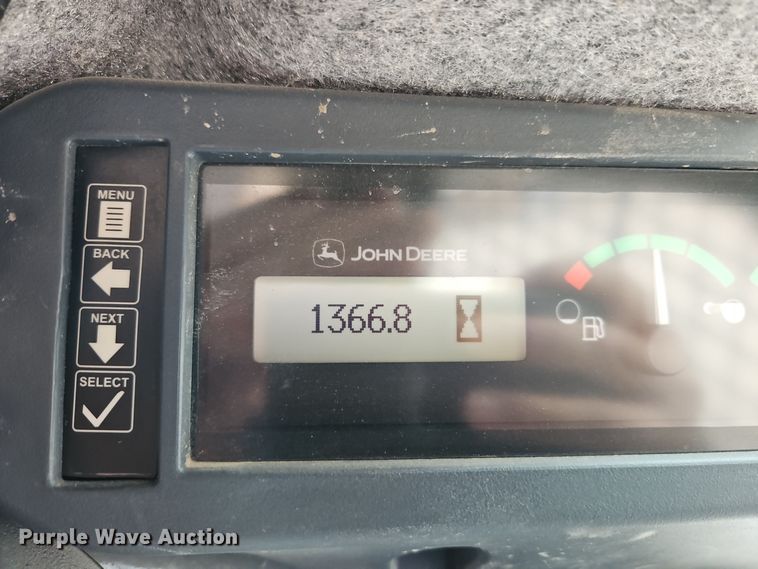 MENU
BACK
NEXT
SELECT
JOHN DEERE
1366.8
Purple Wave Auction®